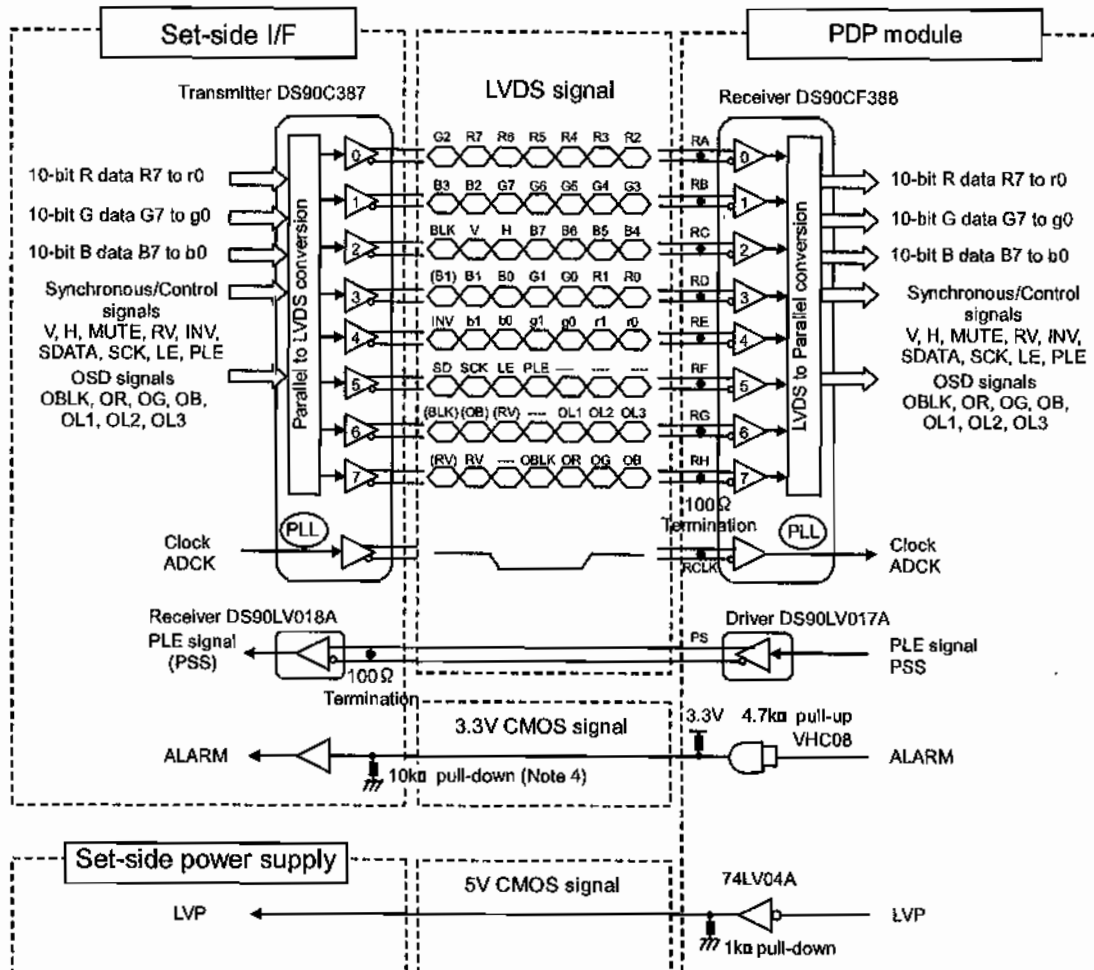 Set-side I/F
PDP module
Transmitter DS90C387
LVDS signal
Receiver DS90CF388
G2 R7 R6 R5 R4 R3 R2 RA
0 0
10-bit R data R7 to r0
10-bit R data R7 to r0
B3 B2 G7 G6 G5 G4 G3 RB
1 1
10-bit G data G7 to g0
10-bit G data G7 to g0
BLK V H B7 B6 B5 B4 RC
2 2
10-bit B data B7 to b0
10-bit B data B7 to b0
(B1) B1 B0 G1 G0 R1 R0 RD
3 3
Synchronous/Control
signals
V, H, MUTE, RV, INV,
SDATA, SCK, LE, PLE
Synchronous/Control
signals
V, H, MUTE, RV, INV,
SDATA, SCK, LE, PLE
INV b1 b0 g1 g0 r1 r0 RE
4 4
OSD signals
OBLK, OR, OG, OB,
OL1, OL2, OL3
OSD signals
OBLK, OR, OG, OB,
OL1, OL2, OL3
SD SCK LE PLE ---- ---- ---- RF
5 5
(BLK) (OB) (RV) ---- OL1 OL2 OL3 RG
6 6
(RV) RV ---- OBLK OR OG OB RH
7 7
Parallel to LVDS conversion
LVDS to Parallel conversion
100Ω
Termination
PLL
PLL
Clock
ADCK
RCLK
Clock
ADCK
Receiver DS90LV018A
Driver DS90LV017A
PLE signal
(PSS)
PS
PLE signal
PSS
100Ω
Termination
3.3V CMOS signal
3.3V
4.7kΩ pull-up
VHC08
ALARM
ALARM
10kΩ pull-down (Note 4)
Set-side power supply
5V CMOS signal
74LV04A
LVP
LVP
1kΩ pull-down